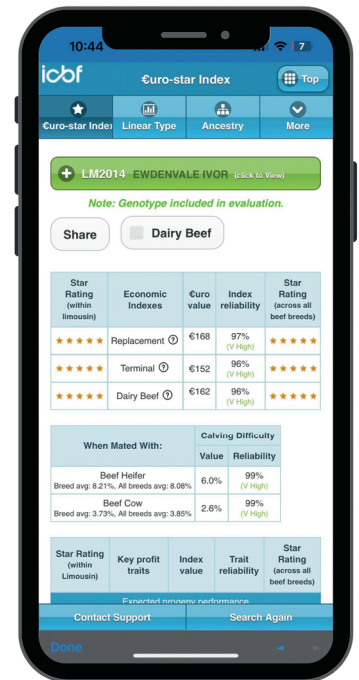 10:44
7
icbf
€uro-star Index
Top
€uro-star Index
Linear Type
Ancestry
More
LM2014 EWDENVALE IVOR (click to View)
Note: Genotype included in evaluation.
Share
Dairy Beef
Star
Rating
(within
limousin)
Economic
Indexes
€uro
value
Index
reliability
Star
Rating
(across all
beef breeds)
Replacement
€168
97%
(V High)
Terminal
€152
96%
(V High)
Dairy Beef
€162
96%
(V High)
When Mated With:
Calving Difficulty
Value
Reliability
Beef Heifer
Breed avg: 8.21%, All breeds avg: 8.08%
6.0%
99%
(V High)
Beef Cow
Breed avg: 3.73%, All breeds avg: 3.85%
2.6%
99%
(V High)
Star Rating
(within
Limousin)
Key profit
traits
Index
value
Trait
reliability
Star
Rating
(across all
beef breeds)
Expected progeny performance
Contact Support
Search Again
Done